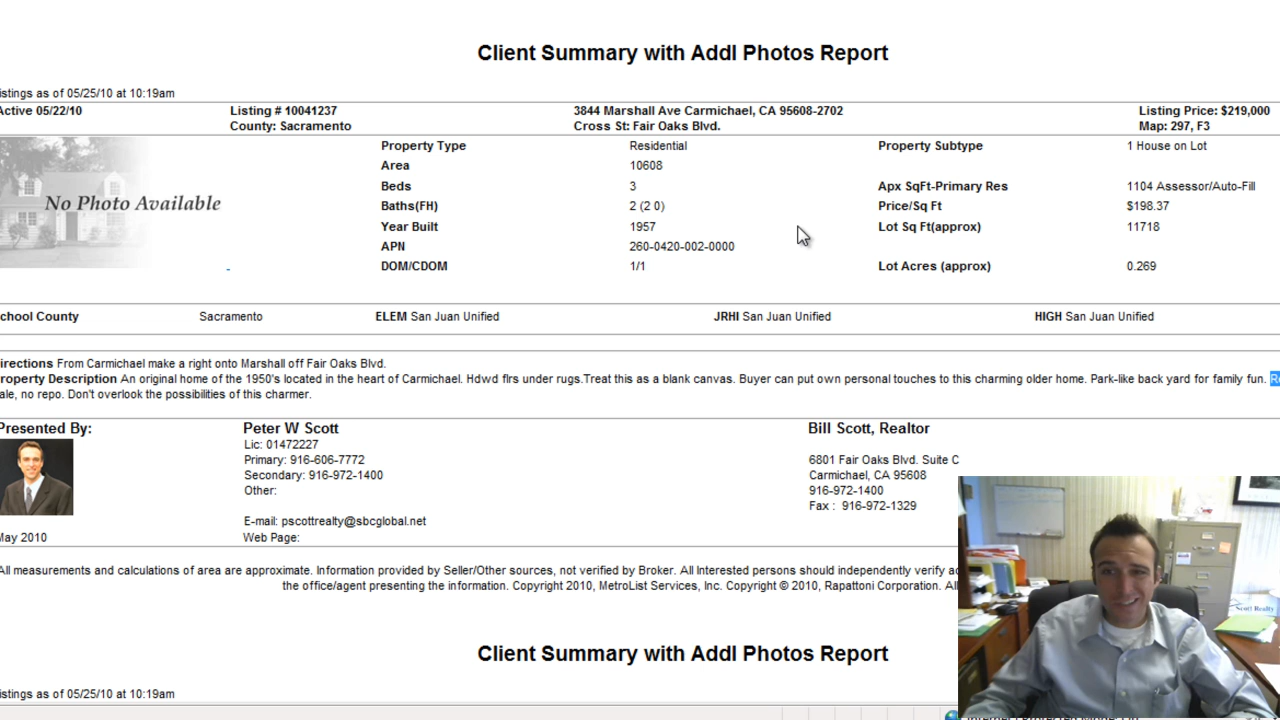 Client Summary with Addl Photos Report
istings as of 05/25/10 at 10:19am
Active 05/22/10 Listing # 10041237 3844 Marshall Ave Carmichael, CA 95608-2702 Listing Price: $219,000
County: Sacramento Cross St: Fair Oaks Blvd. Map: 297, F3
No Photo Available
Property Type Residential Property Subtype 1 House on Lot
Area 10608
Beds 3 Apx SqFt-Primary Res 1104 Assessor/Auto-Fill
Baths(FH) 2 (2 0) Price/Sq Ft $198.37
Year Built 1957 Lot Sq Ft(approx) 11718
APN 260-0420-002-0000
DOM/CDOM 1/1 Lot Acres (approx) 0.269
chool County Sacramento ELEM San Juan Unified JRHI San Juan Unified HIGH San Juan Unified
irections From Carmichael make a right onto Marshall off Fair Oaks Blvd.
roperty Description An original home of the 1950's located in the heart of Carmichael. Hdwd flrs under rugs.Treat this as a blank canvas. Buyer can put own personal touches to this charming older home. Park-like back yard for family fun.
ale, no repo. Don't overlook the possibilities of this charmer.
Presented By: Peter W Scott Bill Scott, Realtor
Lic: 01472227
Primary: 916-606-7772 6801 Fair Oaks Blvd. Suite C
Secondary: 916-972-1400 Carmichael, CA 95608
Other: 916-972-1400
Fax : 916-972-1329
E-mail: pscottrealty@sbcglobal.net
May 2010 Web Page:
All measurements and calculations of area are approximate. Information provided by Seller/Other sources, not verified by Broker. All Interested persons should independently verify
the office/agent presenting the information. Copyright 2010, MetroList Services, Inc. Copyright © 2010, Rapattoni Corporation.
Scott Realty
Client Summary with Addl Photos Report
istings as of 05/25/10 at 10:19am